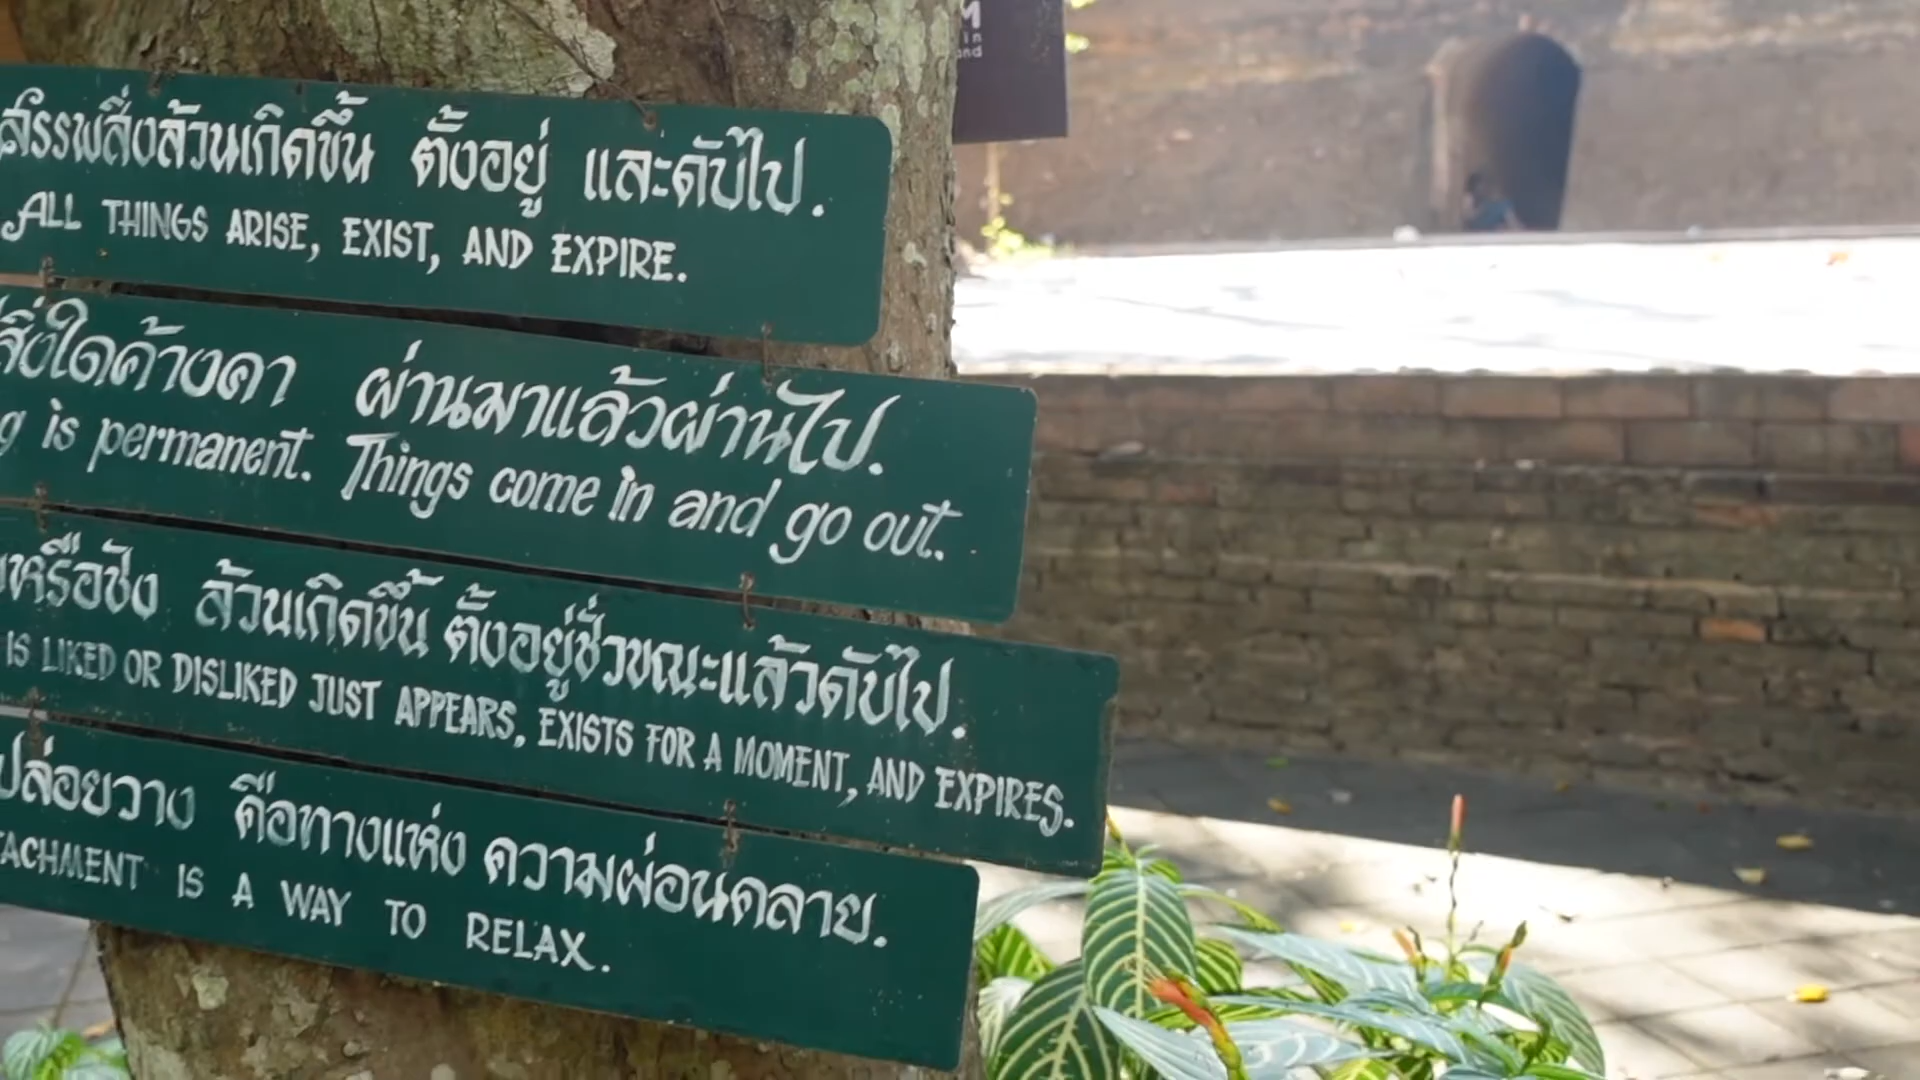 สรรพสิ่งล้วนเกิดขึ้น ตั้งอยู่ และดับไป.
ALL THINGS ARISE, EXIST, AND EXPIRE.
สิ่งใดค้างคา ผ่านมาแล้วผ่านไป.
is permanent. Things come in and go out.
หรือชัง ล้วนเกิดขึ้น ตั้งอยู่ชั่วขณะแล้วดับไป.
IS LIKED OR DISLIKED JUST APPEARS, EXISTS FOR A MOMENT, AND EXPIRES.
ปล่อยวาง คือทางแห่ง ความผ่อนคลาย.
TACHMENT IS A WAY TO RELAX.